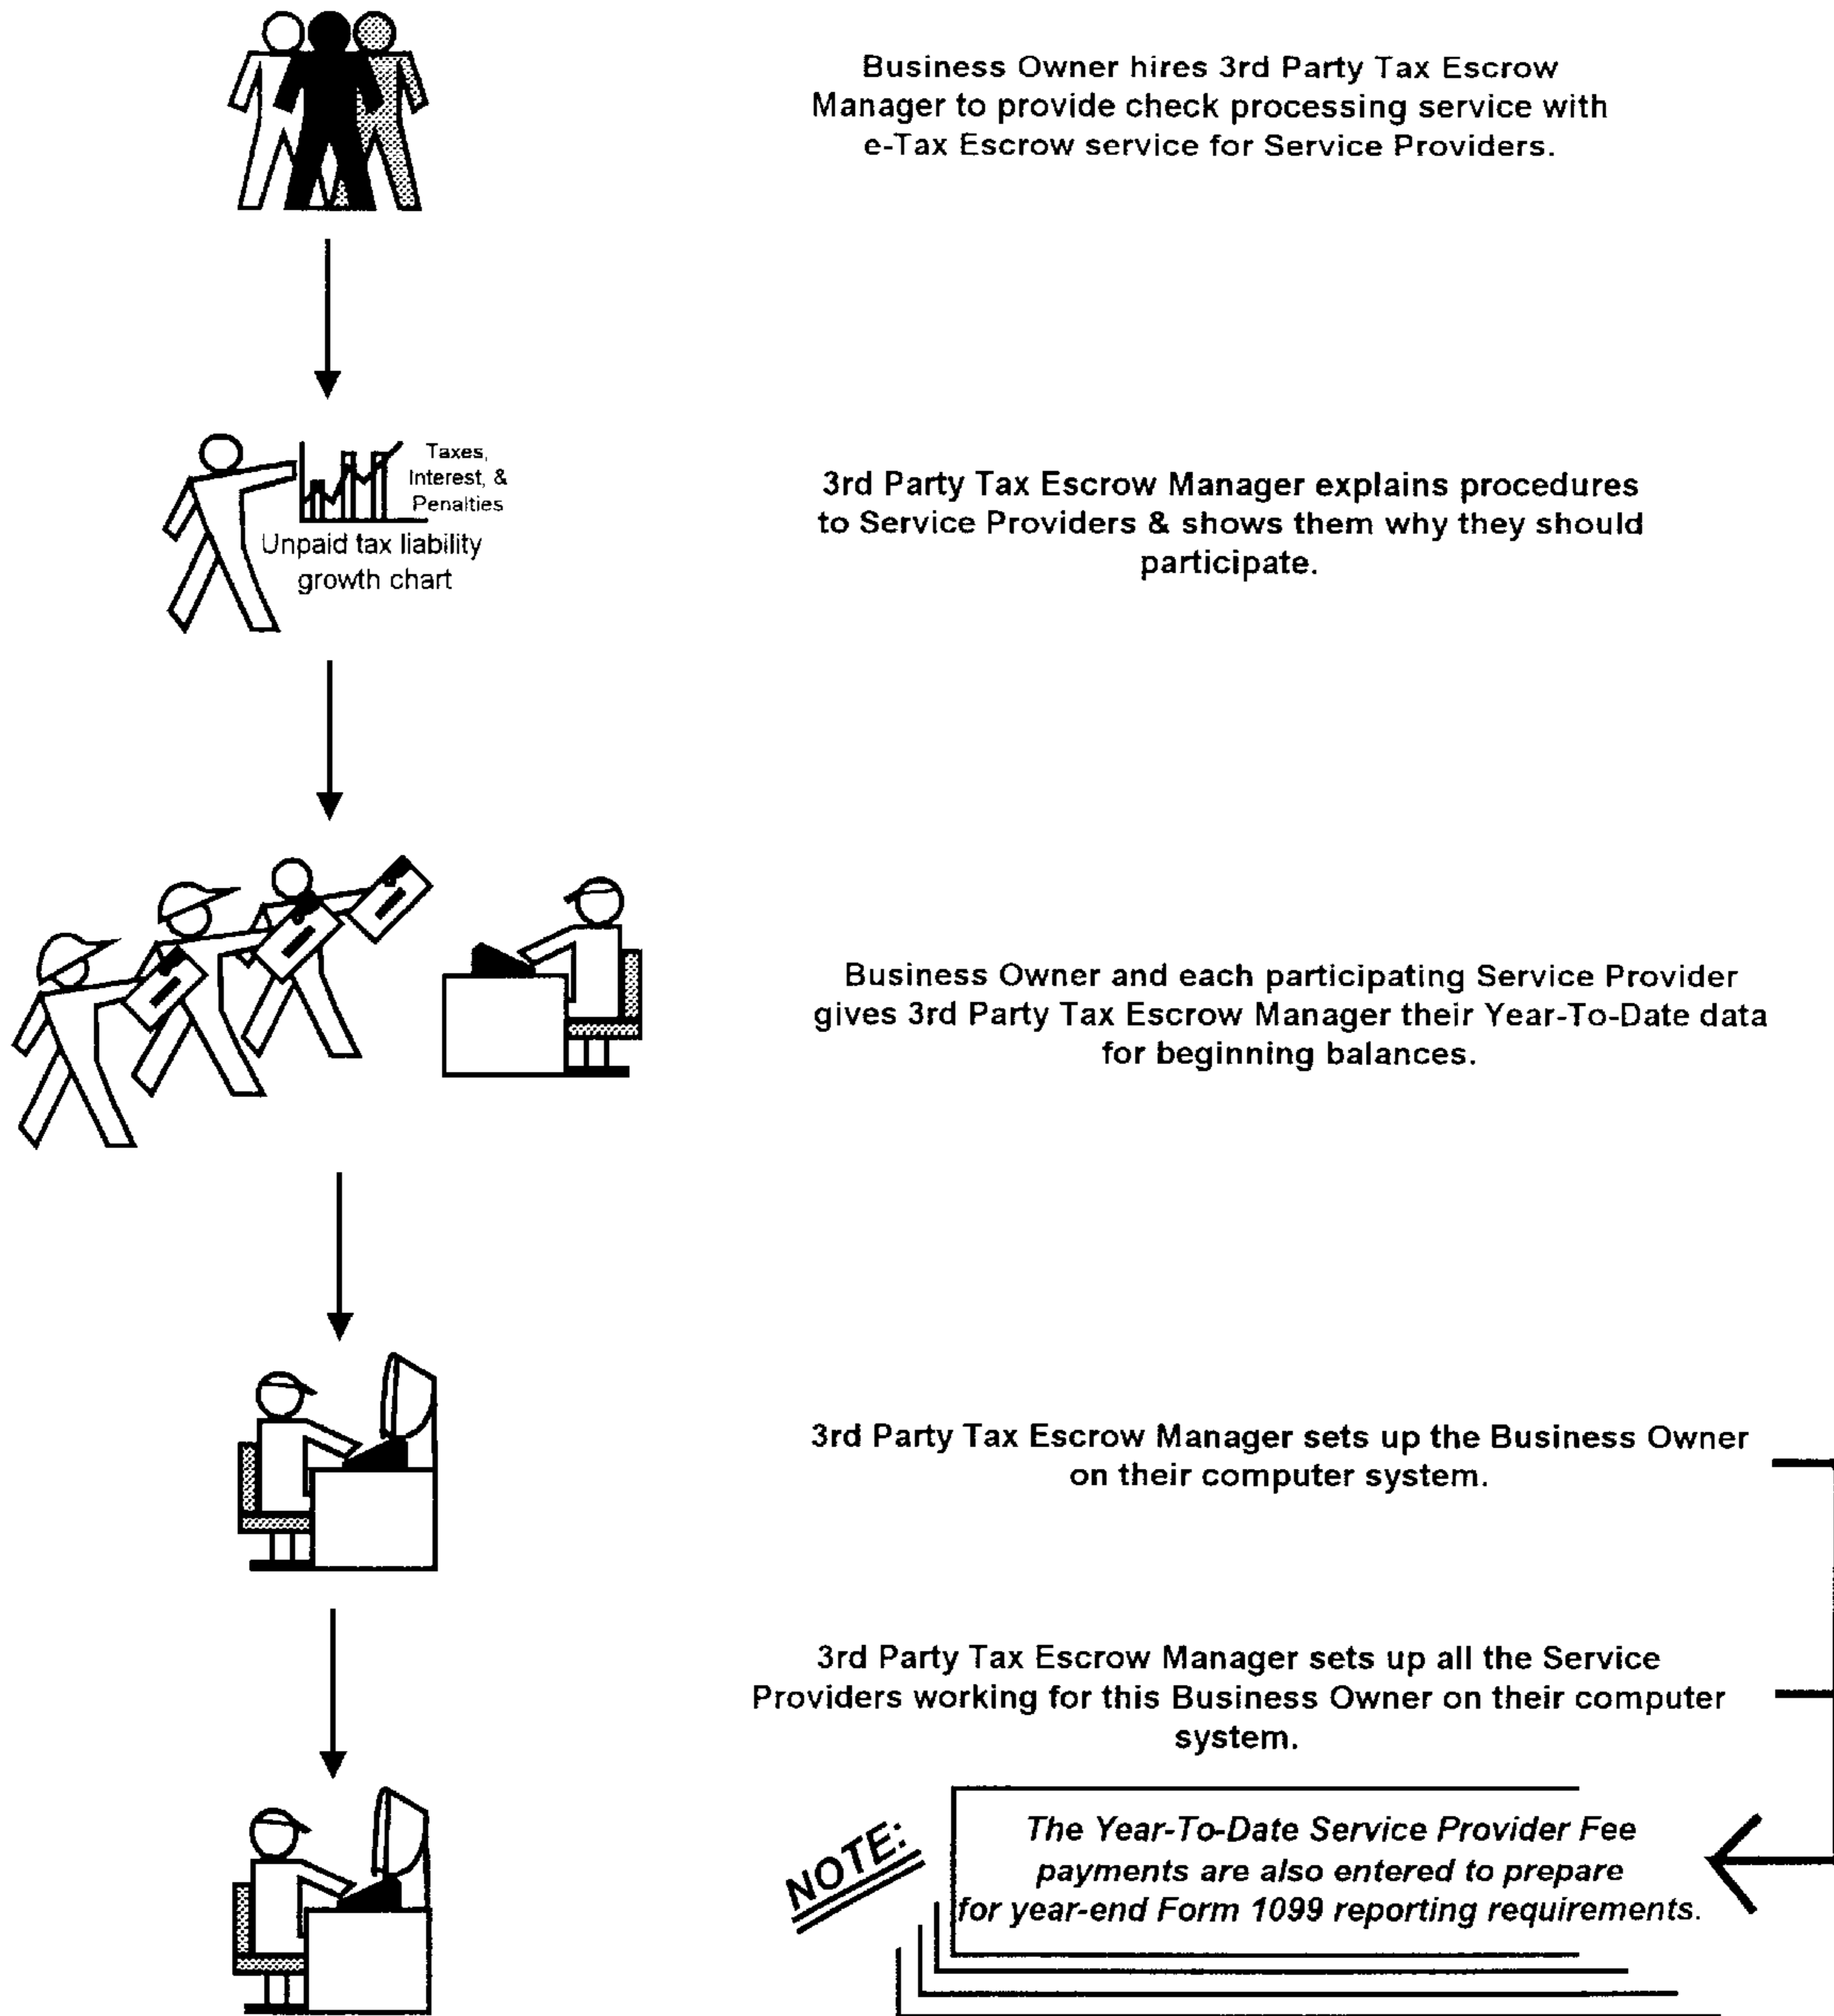 Business Owner hires 3rd Party Tax Escrow
Manager to provide check processing service with
e-Tax Escrow service for Service Providers.
Taxes,
Interest, &
Penalties
Unpaid tax liability
growth chart
3rd Party Tax Escrow Manager explains procedures
to Service Providers & shows them why they should
participate.
Business Owner and each participating Service Provider
gives 3rd Party Tax Escrow Manager their Year-To-Date data
for beginning balances.
3rd Party Tax Escrow Manager sets up the Business Owner
on their computer system.
3rd Party Tax Escrow Manager sets up all the Service
Providers working for this Business Owner on their computer
system.
NOTE:
The Year-To-Date Service Provider Fee
payments are also entered to prepare
for year-end Form 1099 reporting requirements.